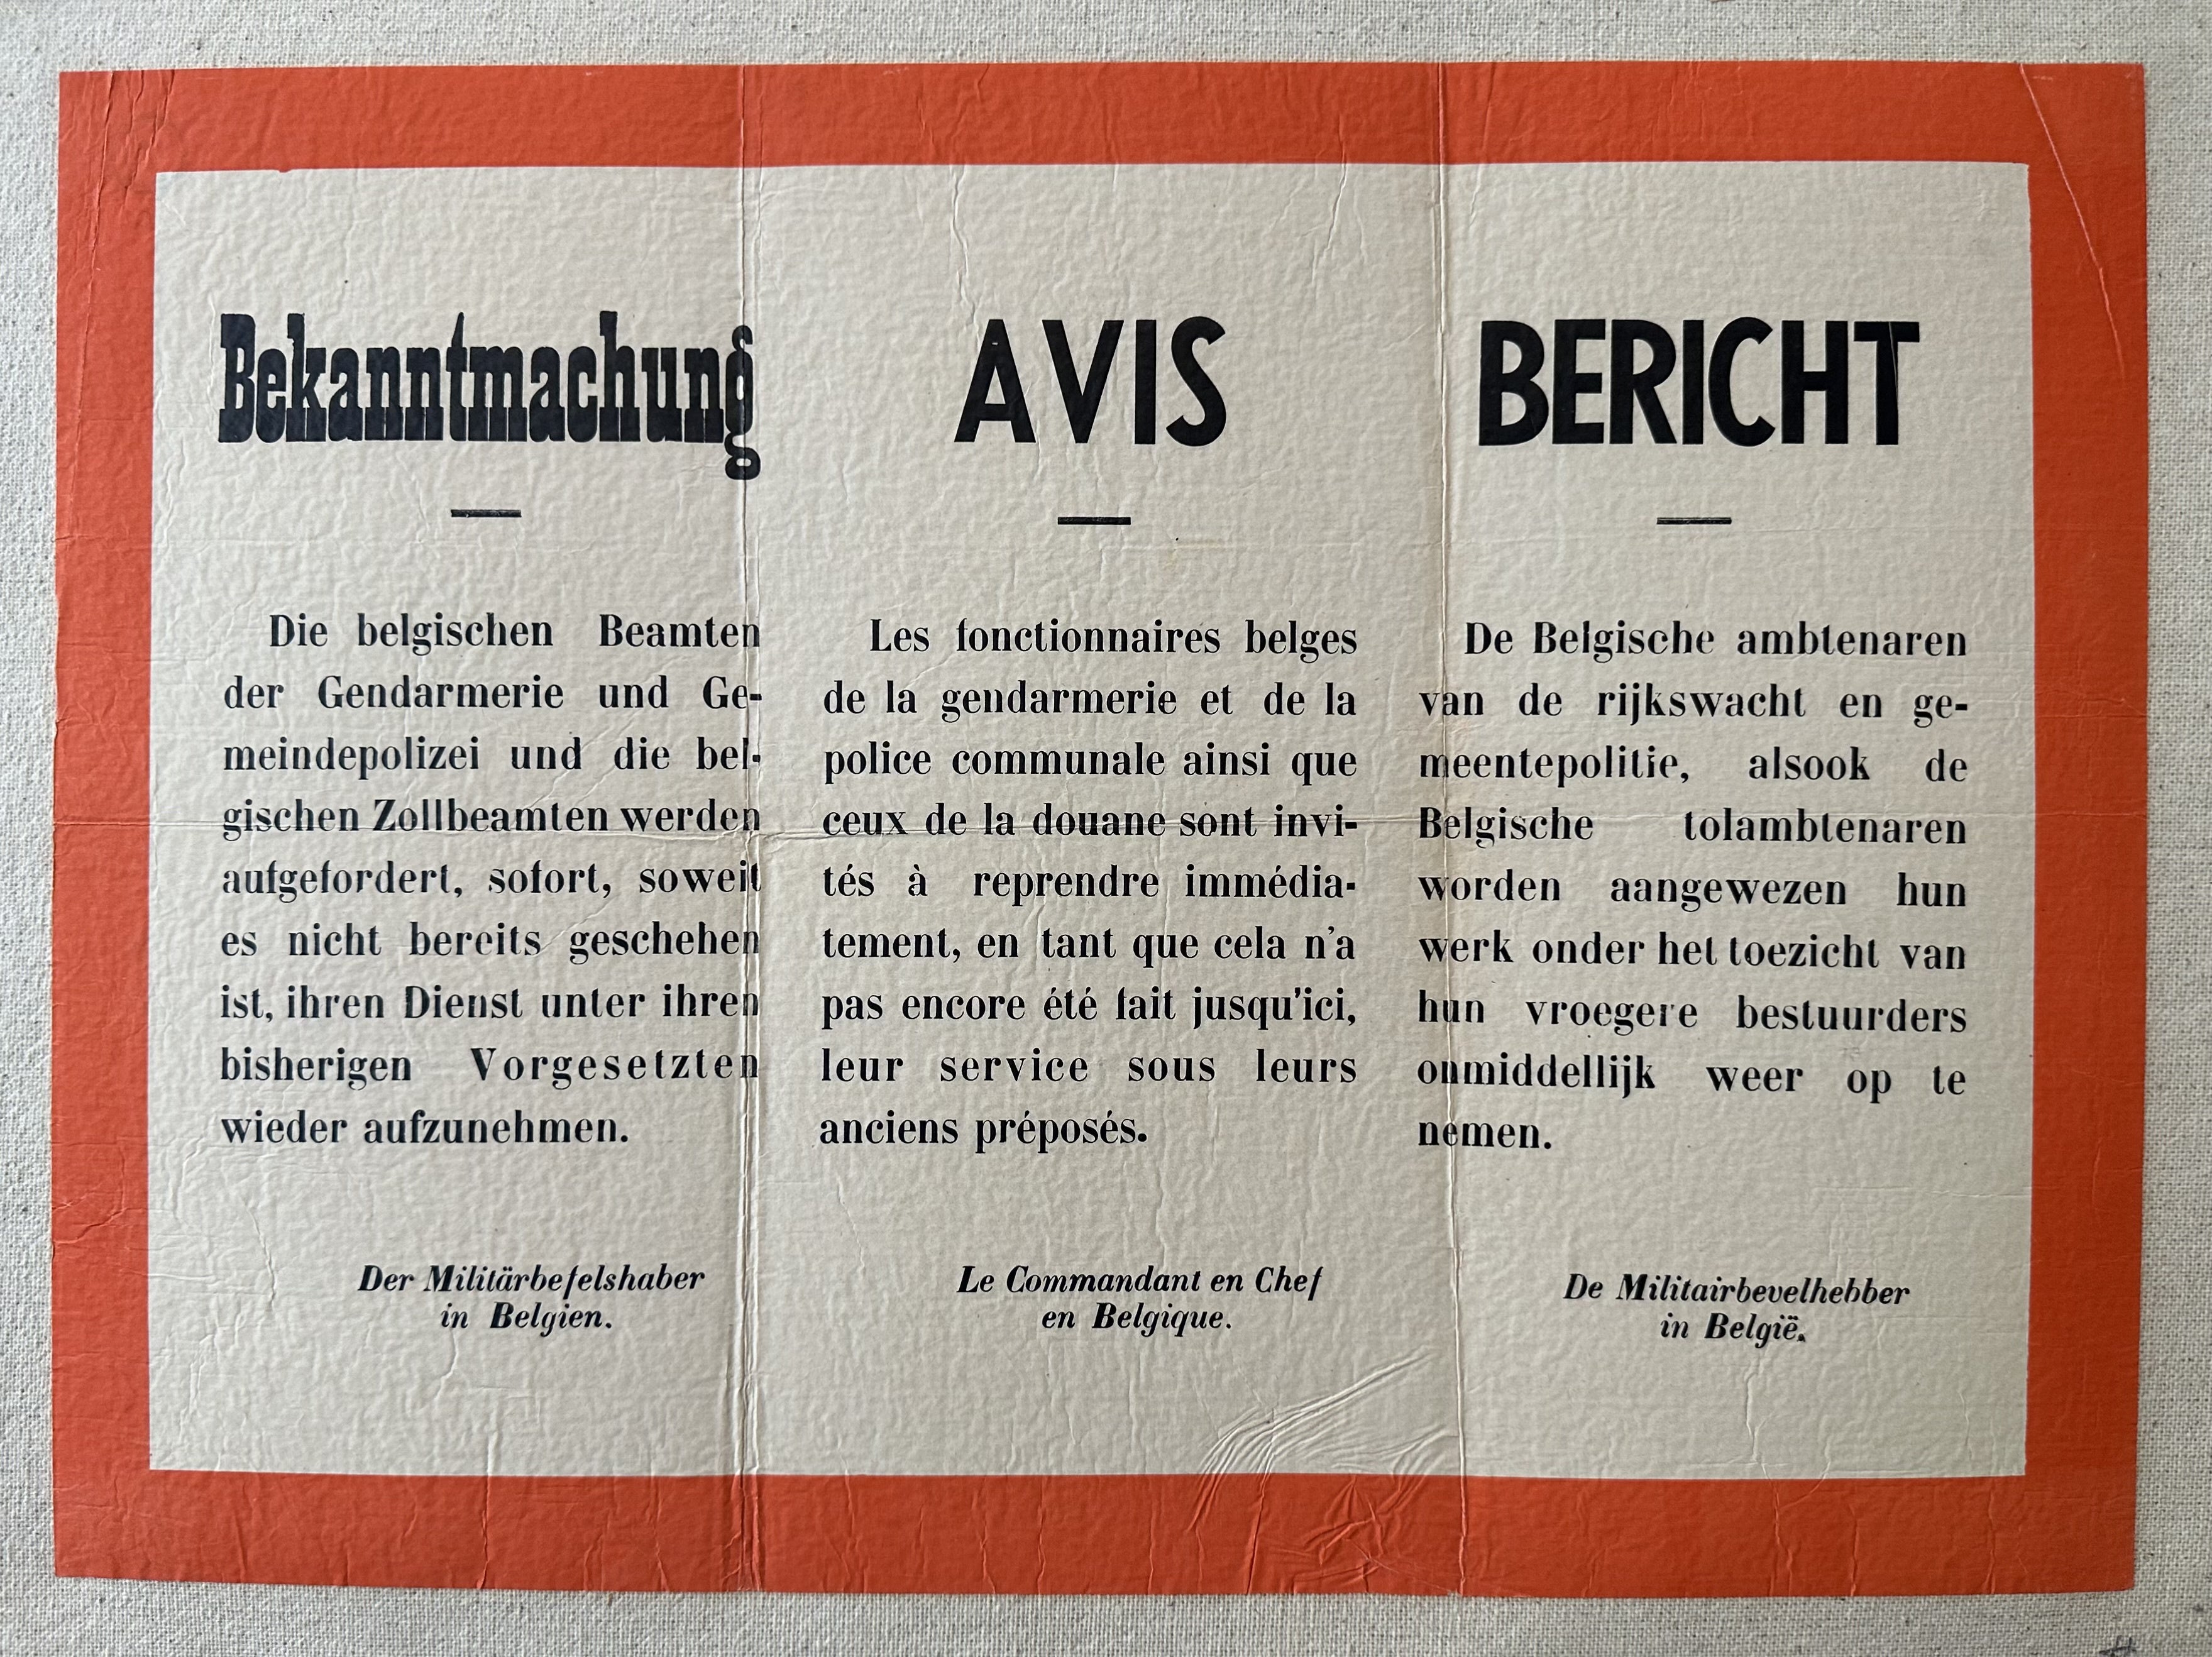 Bekanntmachung
Die belgischen Beamten
der Gendarmerie und Ge-
meindepolizei und die bel-
gischen Zollbeamten werden
aufgefordert, sofort, soweit
es nicht bereits geschehen
ist, ihren Dienst unter ihren
bisherigen Vorgesetzten
wieder aufzunehmen.
Der Militärbefelshaber
in Belgien.
AVIS
Les fonctionnaires belges
de la gendarmerie et de la
police communale ainsi que
ceux de la douane sont invi-
tés à reprendre immédia-
tement, en tant que cela n'a
pas encore été fait jusqu'ici,
leur service sous leurs
anciens préposés.
Le Commandant en Chef
en Belgique.
BERICHT
De Belgische ambtenaren
van de rijkswacht en ge-
meentepolitie, alsook de
Belgische tolambtenaren
worden aangewezen hun
werk onder het toezicht van
hun vroegere bestuurders
onmiddellijk weer op te
nemen.
De Militairbevelhebber
in België.